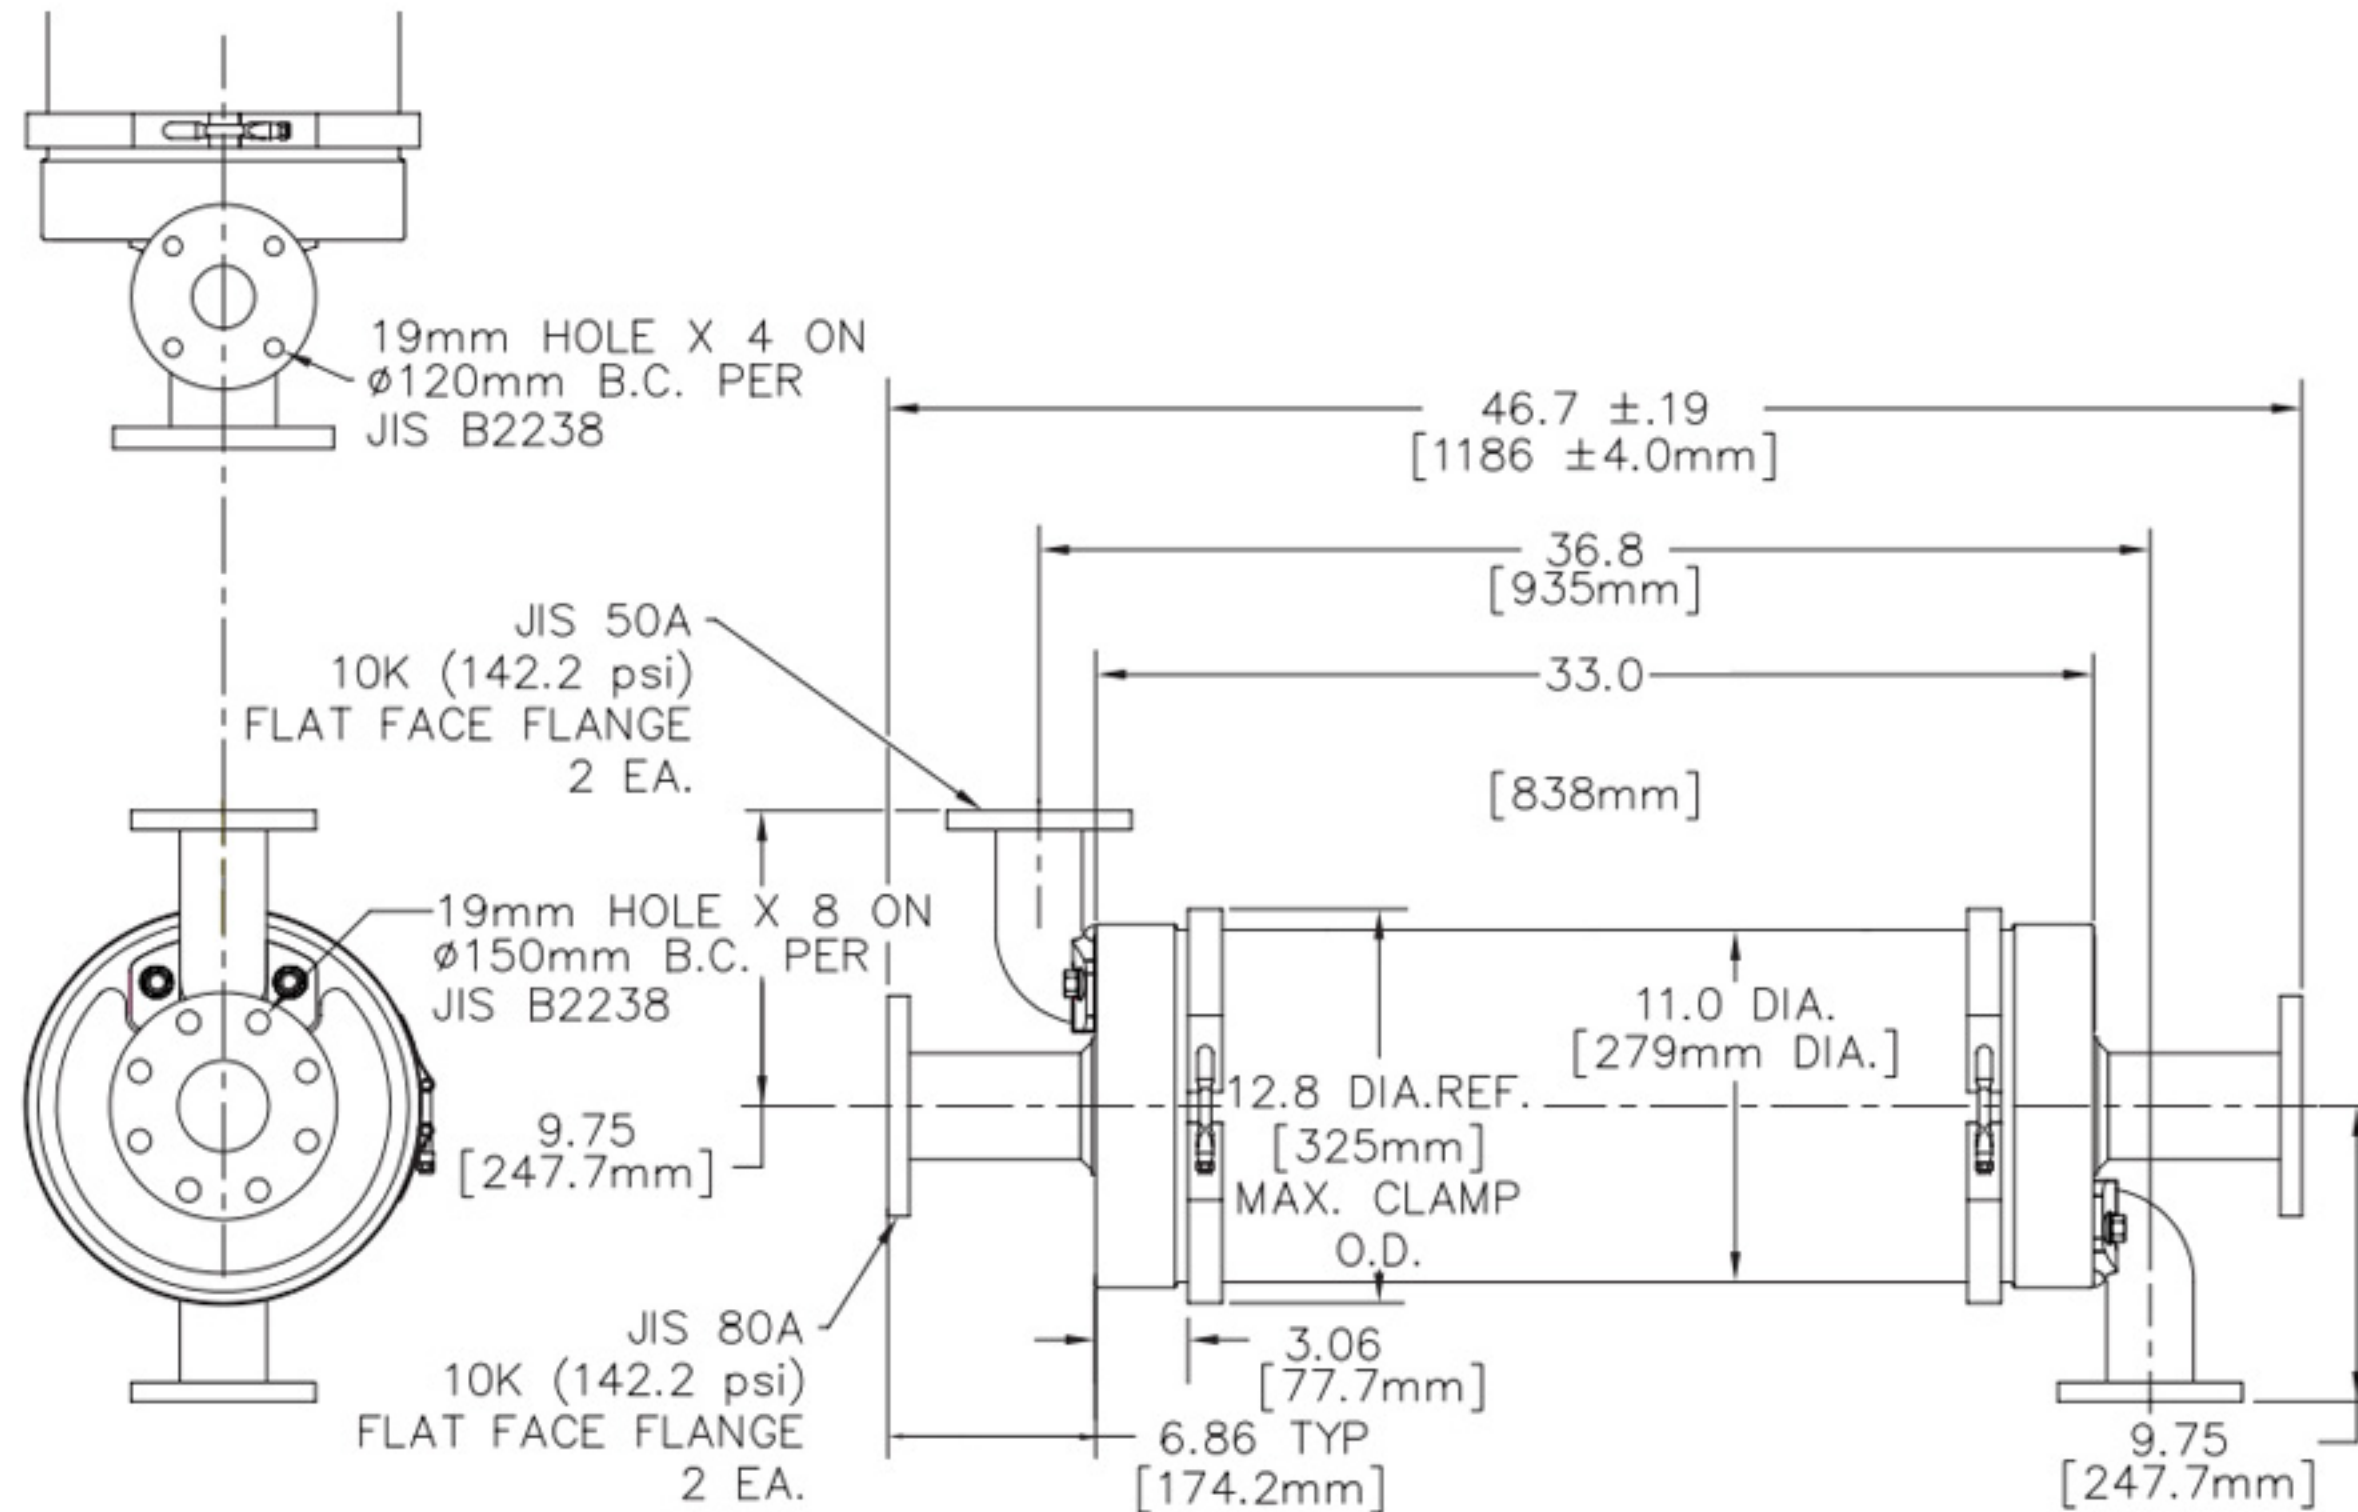 19mm HOLE X 4 ON
ø120mm B.C. PER
JIS B2238
46.7 ±.19
[1186 ±4.0mm]
36.8
[935mm]
JIS 50A
10K (142.2 psi)
FLAT FACE FLANGE
2 EA.
33.0
[838mm]
19mm HOLE X 8 ON
ø150mm B.C. PER
JIS B2238
9.75
[247.7mm]
11.0 DIA.
[279mm DIA.]
12.8 DIA.REF.
[325mm]
MAX. CLAMP
O.D.
JIS 80A
10K (142.2 psi)
FLAT FACE FLANGE
2 EA.
3.06
[77.7mm]
6.86 TYP
[174.2mm]
9.75
[247.7mm]